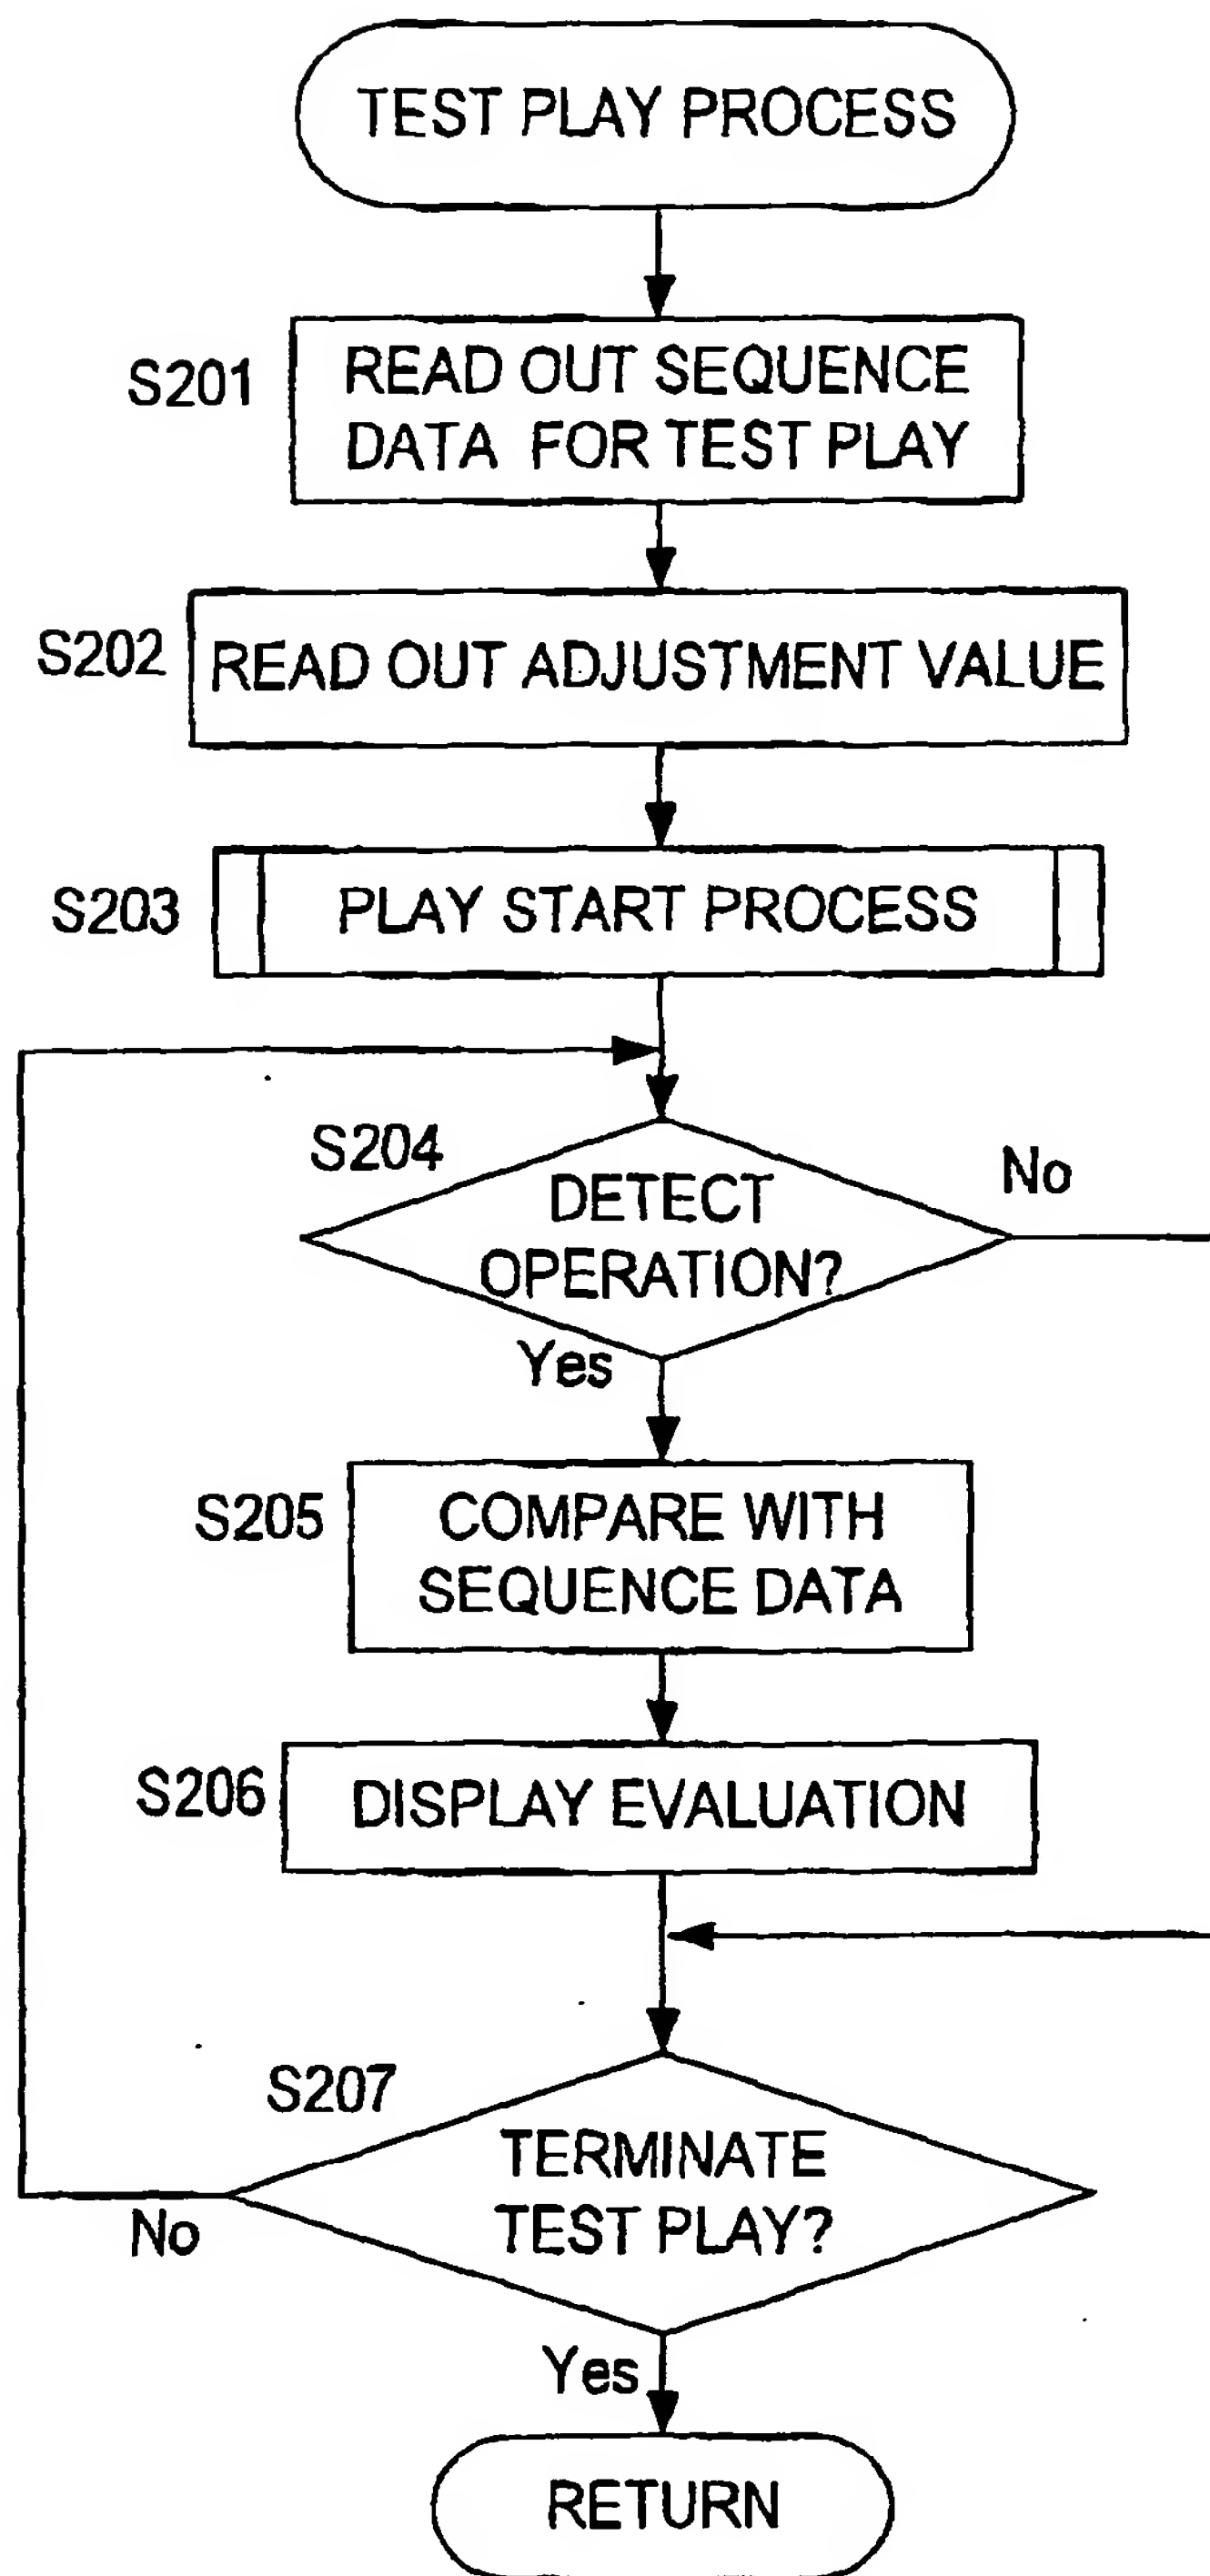 TEST PLAY PROCESS
S201
READ OUT SEQUENCE
DATA FOR TEST PLAY
S202
READ OUT ADJUSTMENT VALUE
S203
PLAY START PROCESS
S204
DETECT
OPERATION?
No
Yes
S205
COMPARE WITH
SEQUENCE DATA
S206
DISPLAY EVALUATION
S207
TERMINATE
TEST PLAY?
No
Yes
RETURN